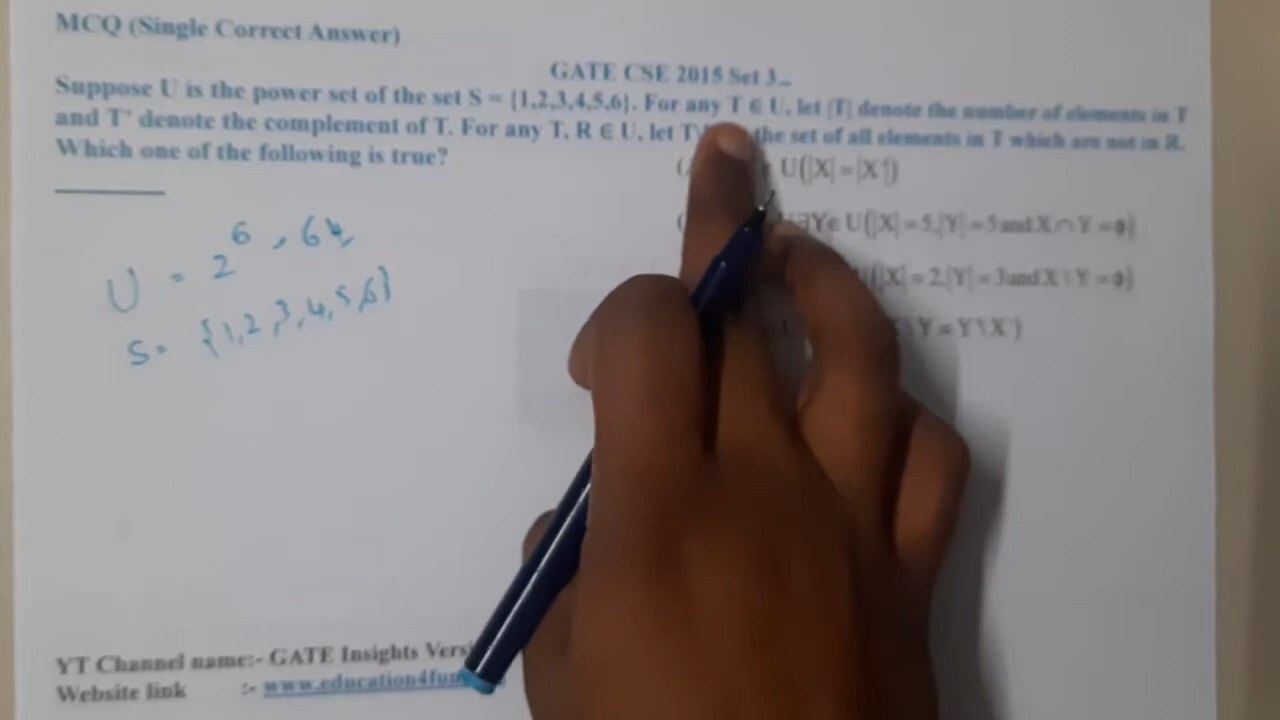 MCQ (Single Correct Answer)
GATE CSE 2015 Set 3..
Suppose U is the power set of the set S = {1,2,3,4,5,6}. For any T ∈ U, let |T| denote the number of elements in T
and T' denote the complement of T. For any T, R ∈ U, let T\ the set of all elements in T which are not in R.
Which one of the following is true?
U(|X|=|X'|)
∃Y∈ U(|X|=5,|Y|=5 and X∩Y=ϕ)
(|X|=2,|Y|=3 and X\Y=ϕ)
\Y=Y'\X')
U = 2^6, 64
S = {1,2,3,4,5,6}
YT Channel name:- GATE Insights Versi
Website link :- www.education4fun